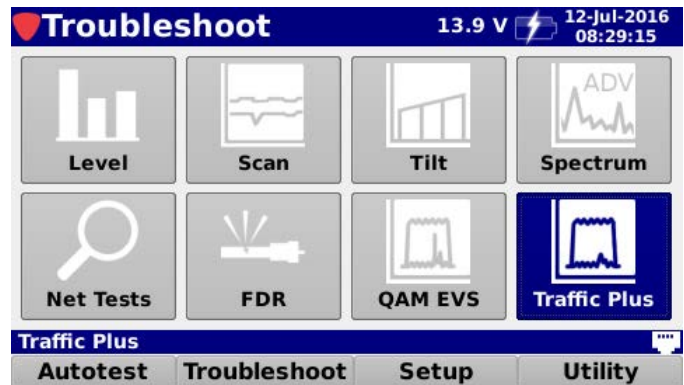 Troubleshoot 13.9 V 12-Jul-2016
08:29:15
ADV
Level Scan Tilt Spectrum
Net Tests FDR QAM EVS Traffic Plus
Traffic Plus
Autotest Troubleshoot Setup Utility